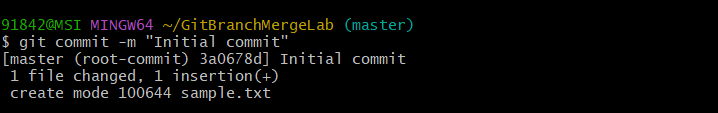 91842@MSI MINGW64 ~/GitBranchMergeLab (master)
$ git commit -m "Initial commit"
[master (root-commit) 3a0678d] Initial commit
 1 file changed, 1 insertion(+)
 create mode 100644 sample.txt